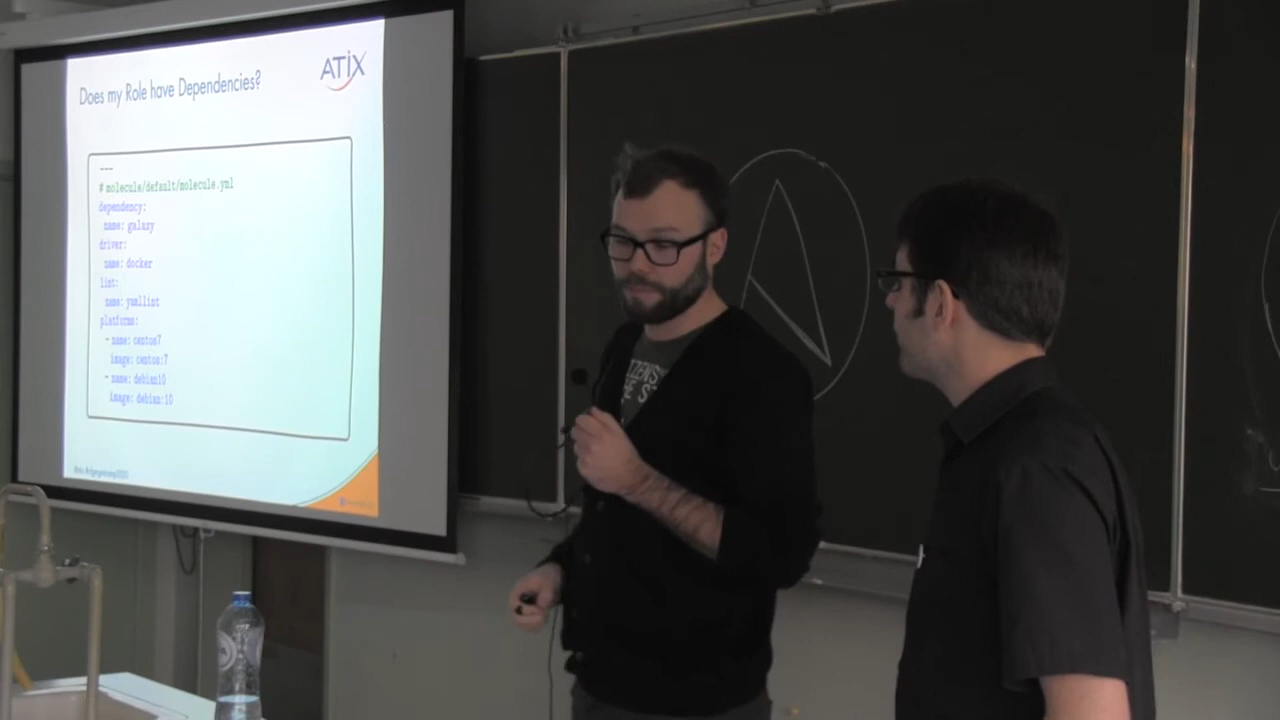 Does my Role have Dependencies?
ATIX
---
# molecule/default/molecule.yml
dependency:
name: galaxy
driver:
name: docker
lint:
name: yamllint
platforms:
- name: centos7
image: centos:7
- name: debian10
image: debian:10